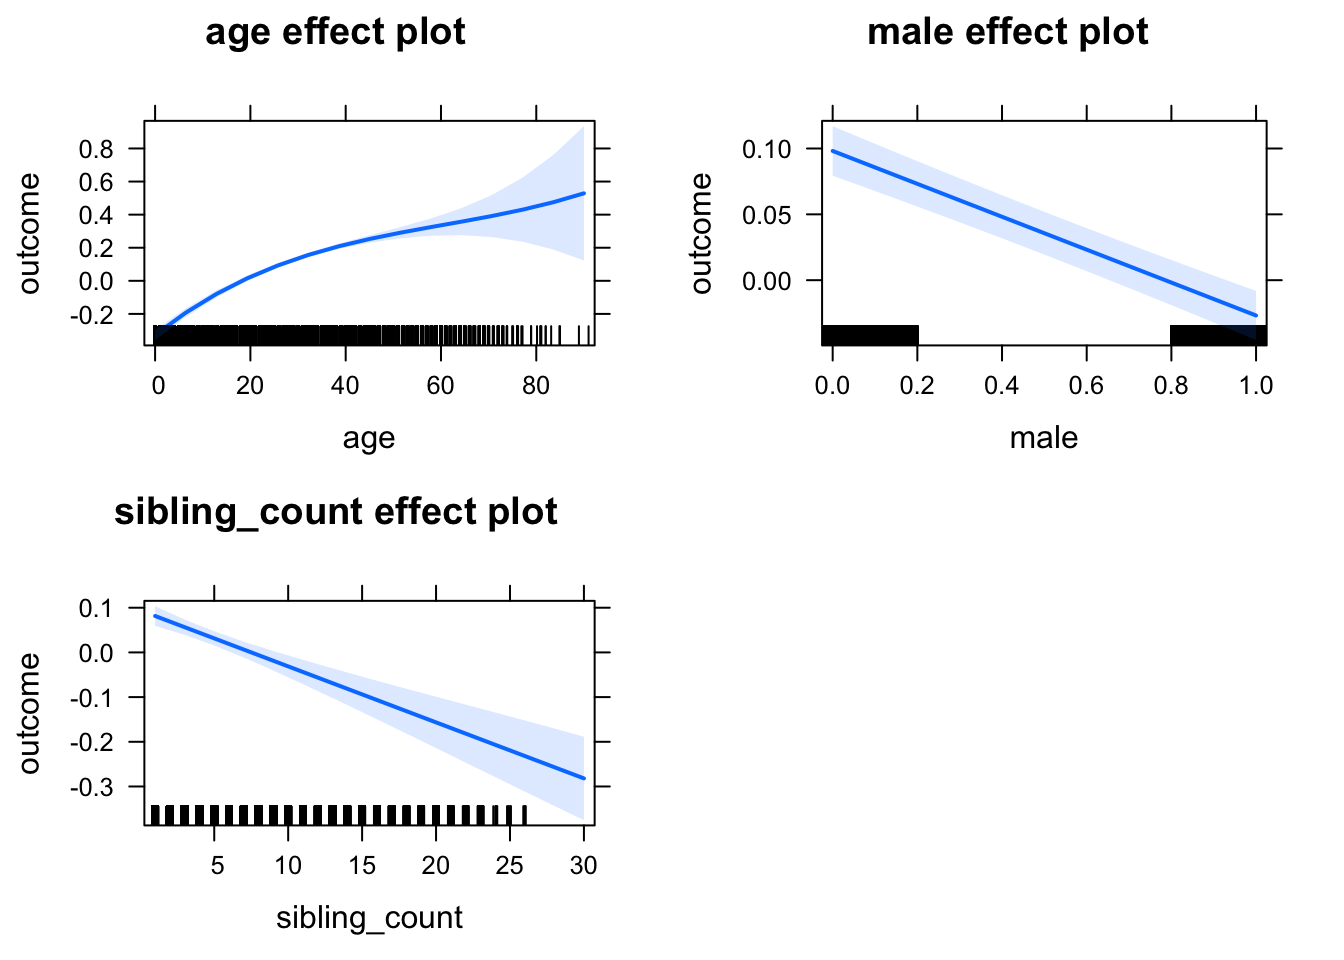 age effect plot
outcome
0.8
0.6
0.4
0.2
0.0
-0.2
0 20 40 60 80
age
male effect plot
outcome
0.10
0.05
0.00
0.0 0.2 0.4 0.6 0.8 1.0
male
sibling_count effect plot
outcome
0.1
0.0
-0.1
-0.2
-0.3
5 10 15 20 25 30
sibling_count